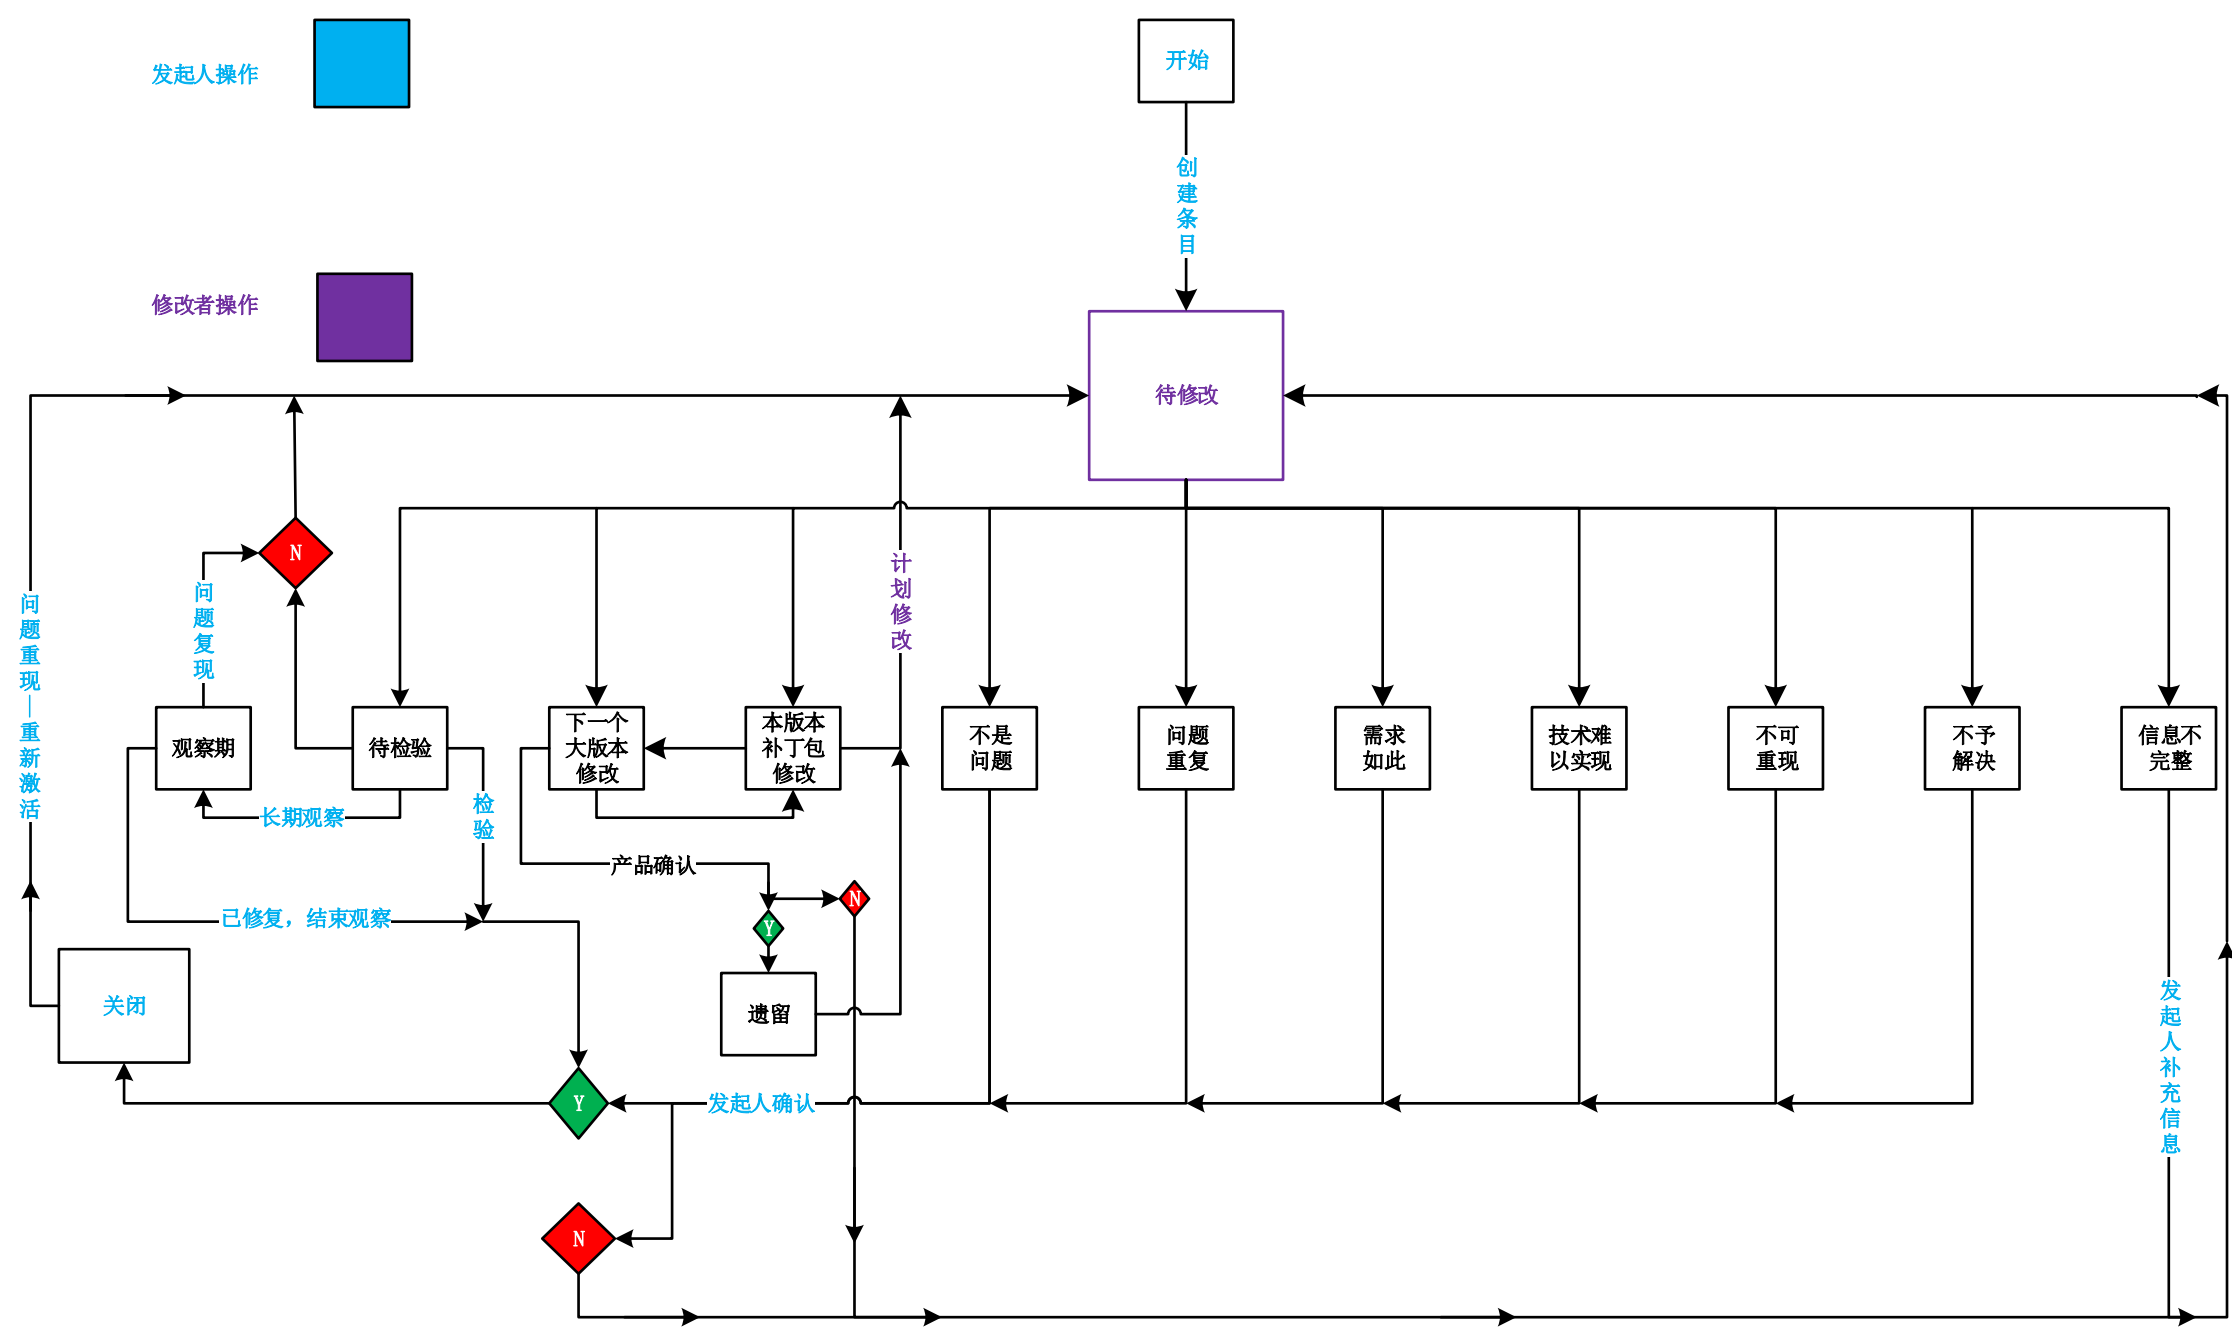 发起人操作
开始
创建条目
修改者操作
待修改
N
问题复现
计划修改
问题重现—重新激活
观察期
待检验
下一个
大版本
修改
本版本
补丁包
修改
不是
问题
问题
重复
需求
如此
技术难
以实现
不可
重现
不予
解决
信息不
完整
长期观察
检验
产品确认
N
Y
已修复，结束观察
关闭
遗留
发起人补充信息
Y
发起人确认
N